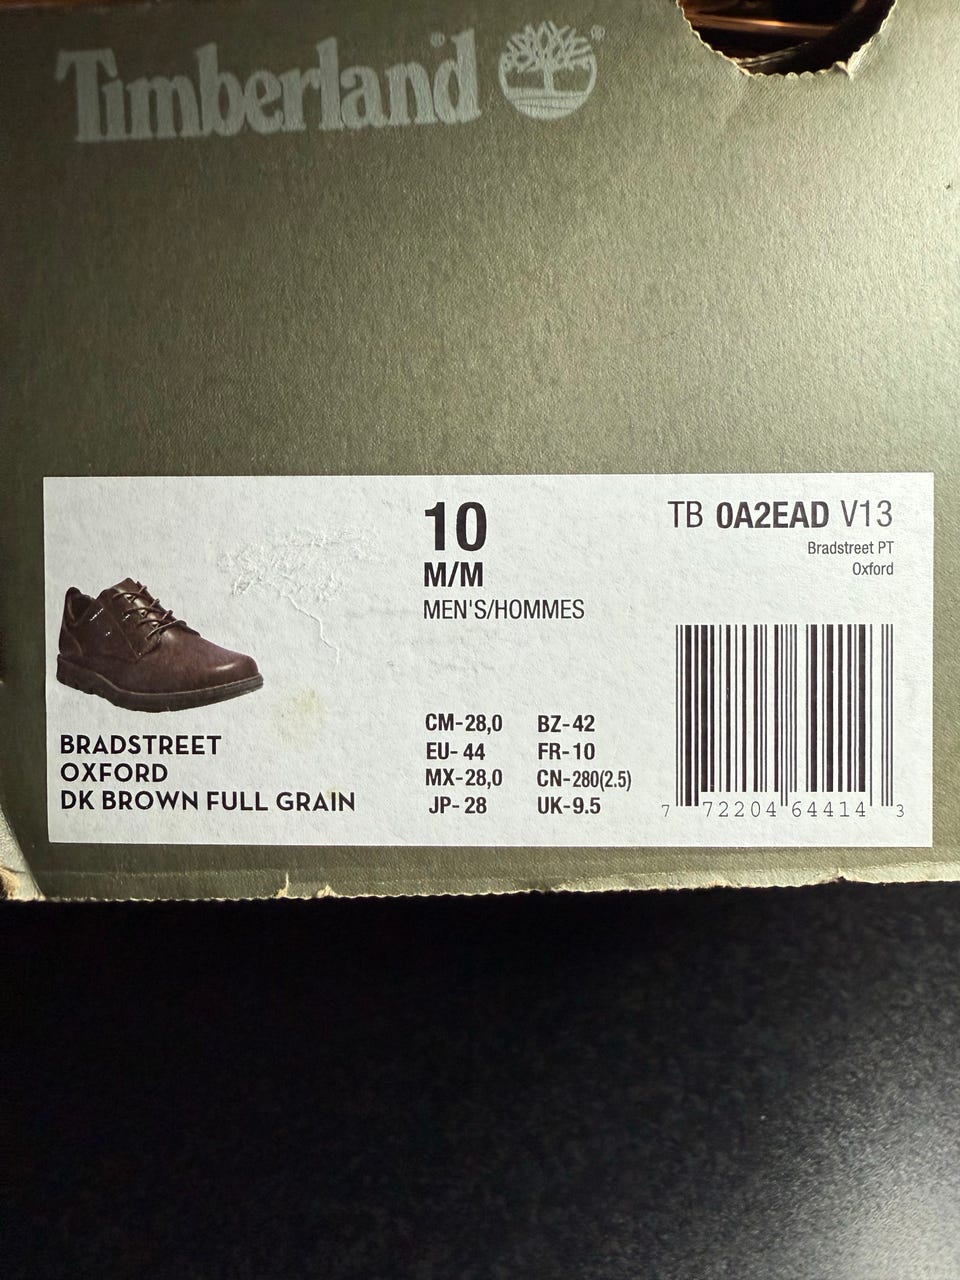 Timberland®
10
M/M
MEN'S/HOMMES
TB 0A2EAD V13
Bradstreet PT
Oxford
BRADSTREET
OXFORD
DK BROWN FULL GRAIN
CM-28,0 BZ-42
EU-44 FR-10
MX-28,0 CN-280(2.5)
JP-28 UK-9.5
7 72204 64414 3